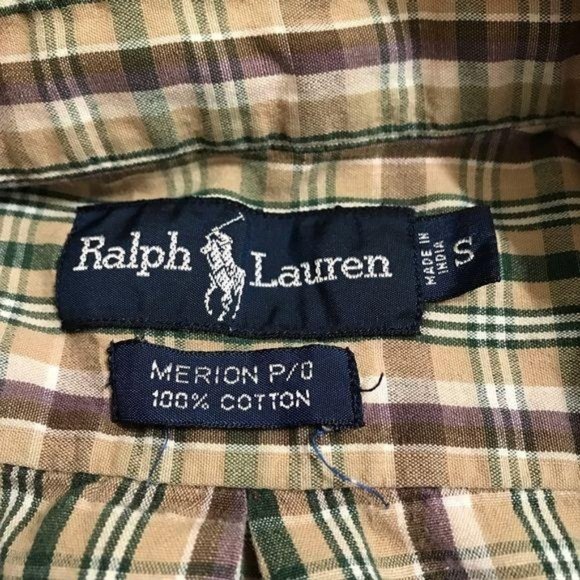 Ralph Lauren
MADE IN
INDIA
S
MERION P/O
100% COTTON